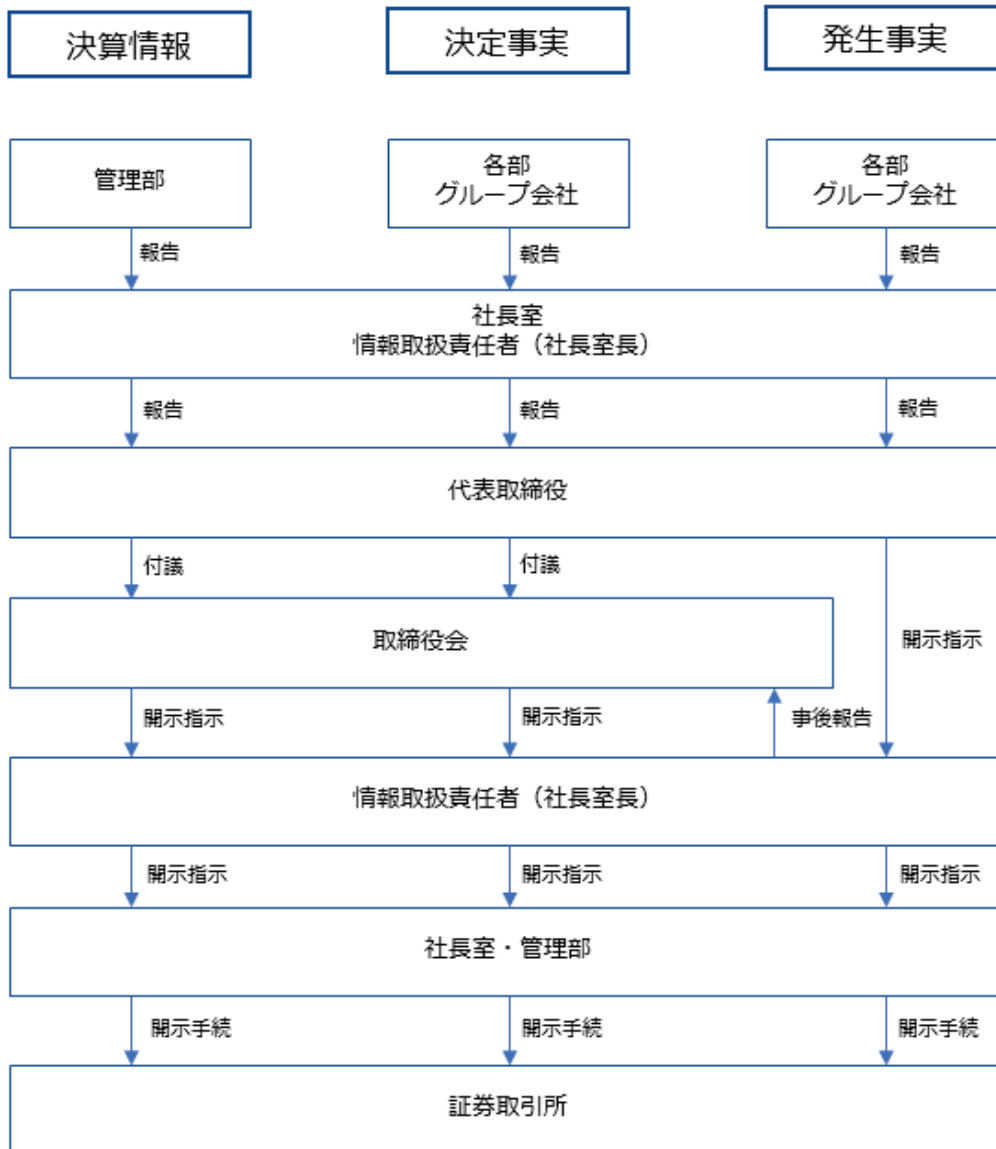 決算情報
決定事実
発生事実
管理部
各部
グループ会社
各部
グループ会社
報告
報告
報告
社長室
情報取扱責任者（社長室長）
報告
報告
報告
代表取締役
付議
付議
取締役会
開示指示
開示指示
開示指示
事後報告
情報取扱責任者（社長室長）
開示指示
開示指示
開示指示
社長室・管理部
開示手続
開示手続
開示手続
証券取引所